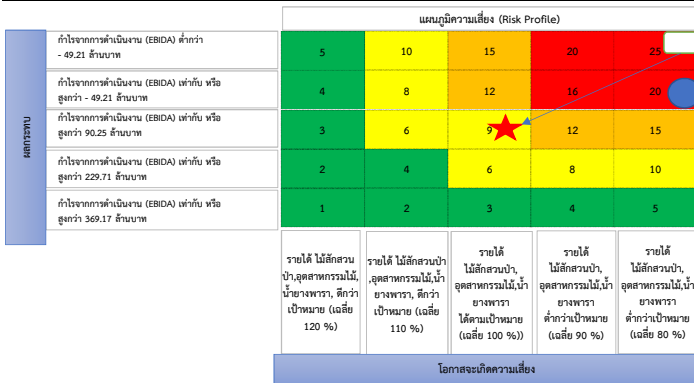 แผนภูมิความเสี่ยง (Risk Profile)
ผลกระทบ
กำไรจากการดำเนินงาน (EBIDA) ต่ำกว่า
- 49.21 ล้านบาท
5
10
15
20
25
กำไรจากการดำเนินงาน (EBIDA) เท่ากับ หรือ
สูงกว่า - 49.21 ล้านบาท
4
8
12
16
20
กำไรจากการดำเนินงาน (EBIDA) เท่ากับ หรือ
สูงกว่า 90.25 ล้านบาท
3
6
9
12
15
กำไรจากการดำเนินงาน (EBIDA) เท่ากับ หรือ
สูงกว่า 229.71 ล้านบาท
2
4
6
8
10
กำไรจากการดำเนินงาน (EBIDA) เท่ากับ หรือ
สูงกว่า 369.17 ล้านบาท
1
2
3
4
5
รายได้ ไม้สักสวน
ป่า,อุตสาหกรรมไม้,
น้ำยางพารา, ดีกว่า
เป้าหมาย (เฉลี่ย
120 %)
รายได้ ไม้สักสวนป่า
,อุตสาหกรรมไม้,น้ำ
ยางพารา, ดีกว่า
เป้าหมาย (เฉลี่ย
110 %)
รายได้
ไม้สักสวนป่า,
อุตสาหกรรมไม้,น้ำ
ยางพารา
ได้ตามเป้าหมาย
(เฉลี่ย 100 %))
รายได้
ไม้สักสวนป่า,
อุตสาหกรรมไม้,น้ำ
ยางพารา
ต่ำกว่าเป้าหมาย
(เฉลี่ย 90 %)
รายได้
ไม้สักสวนป่า,
อุตสาหกรรมไม้,น้ำ
ยางพารา
ต่ำกว่าเป้าหมาย
(เฉลี่ย 80 %)
โอกาสจะเกิดความเสี่ยง